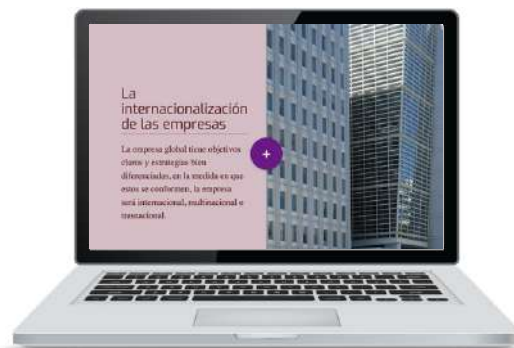 La
internacionalización
de las empresas
La empresa global tiene objetivos
claros y estrategias bien
diferenciadas, en la medida en que
estos se conformen, la empresa
será internacional, multinacional o
trasnacional.
+